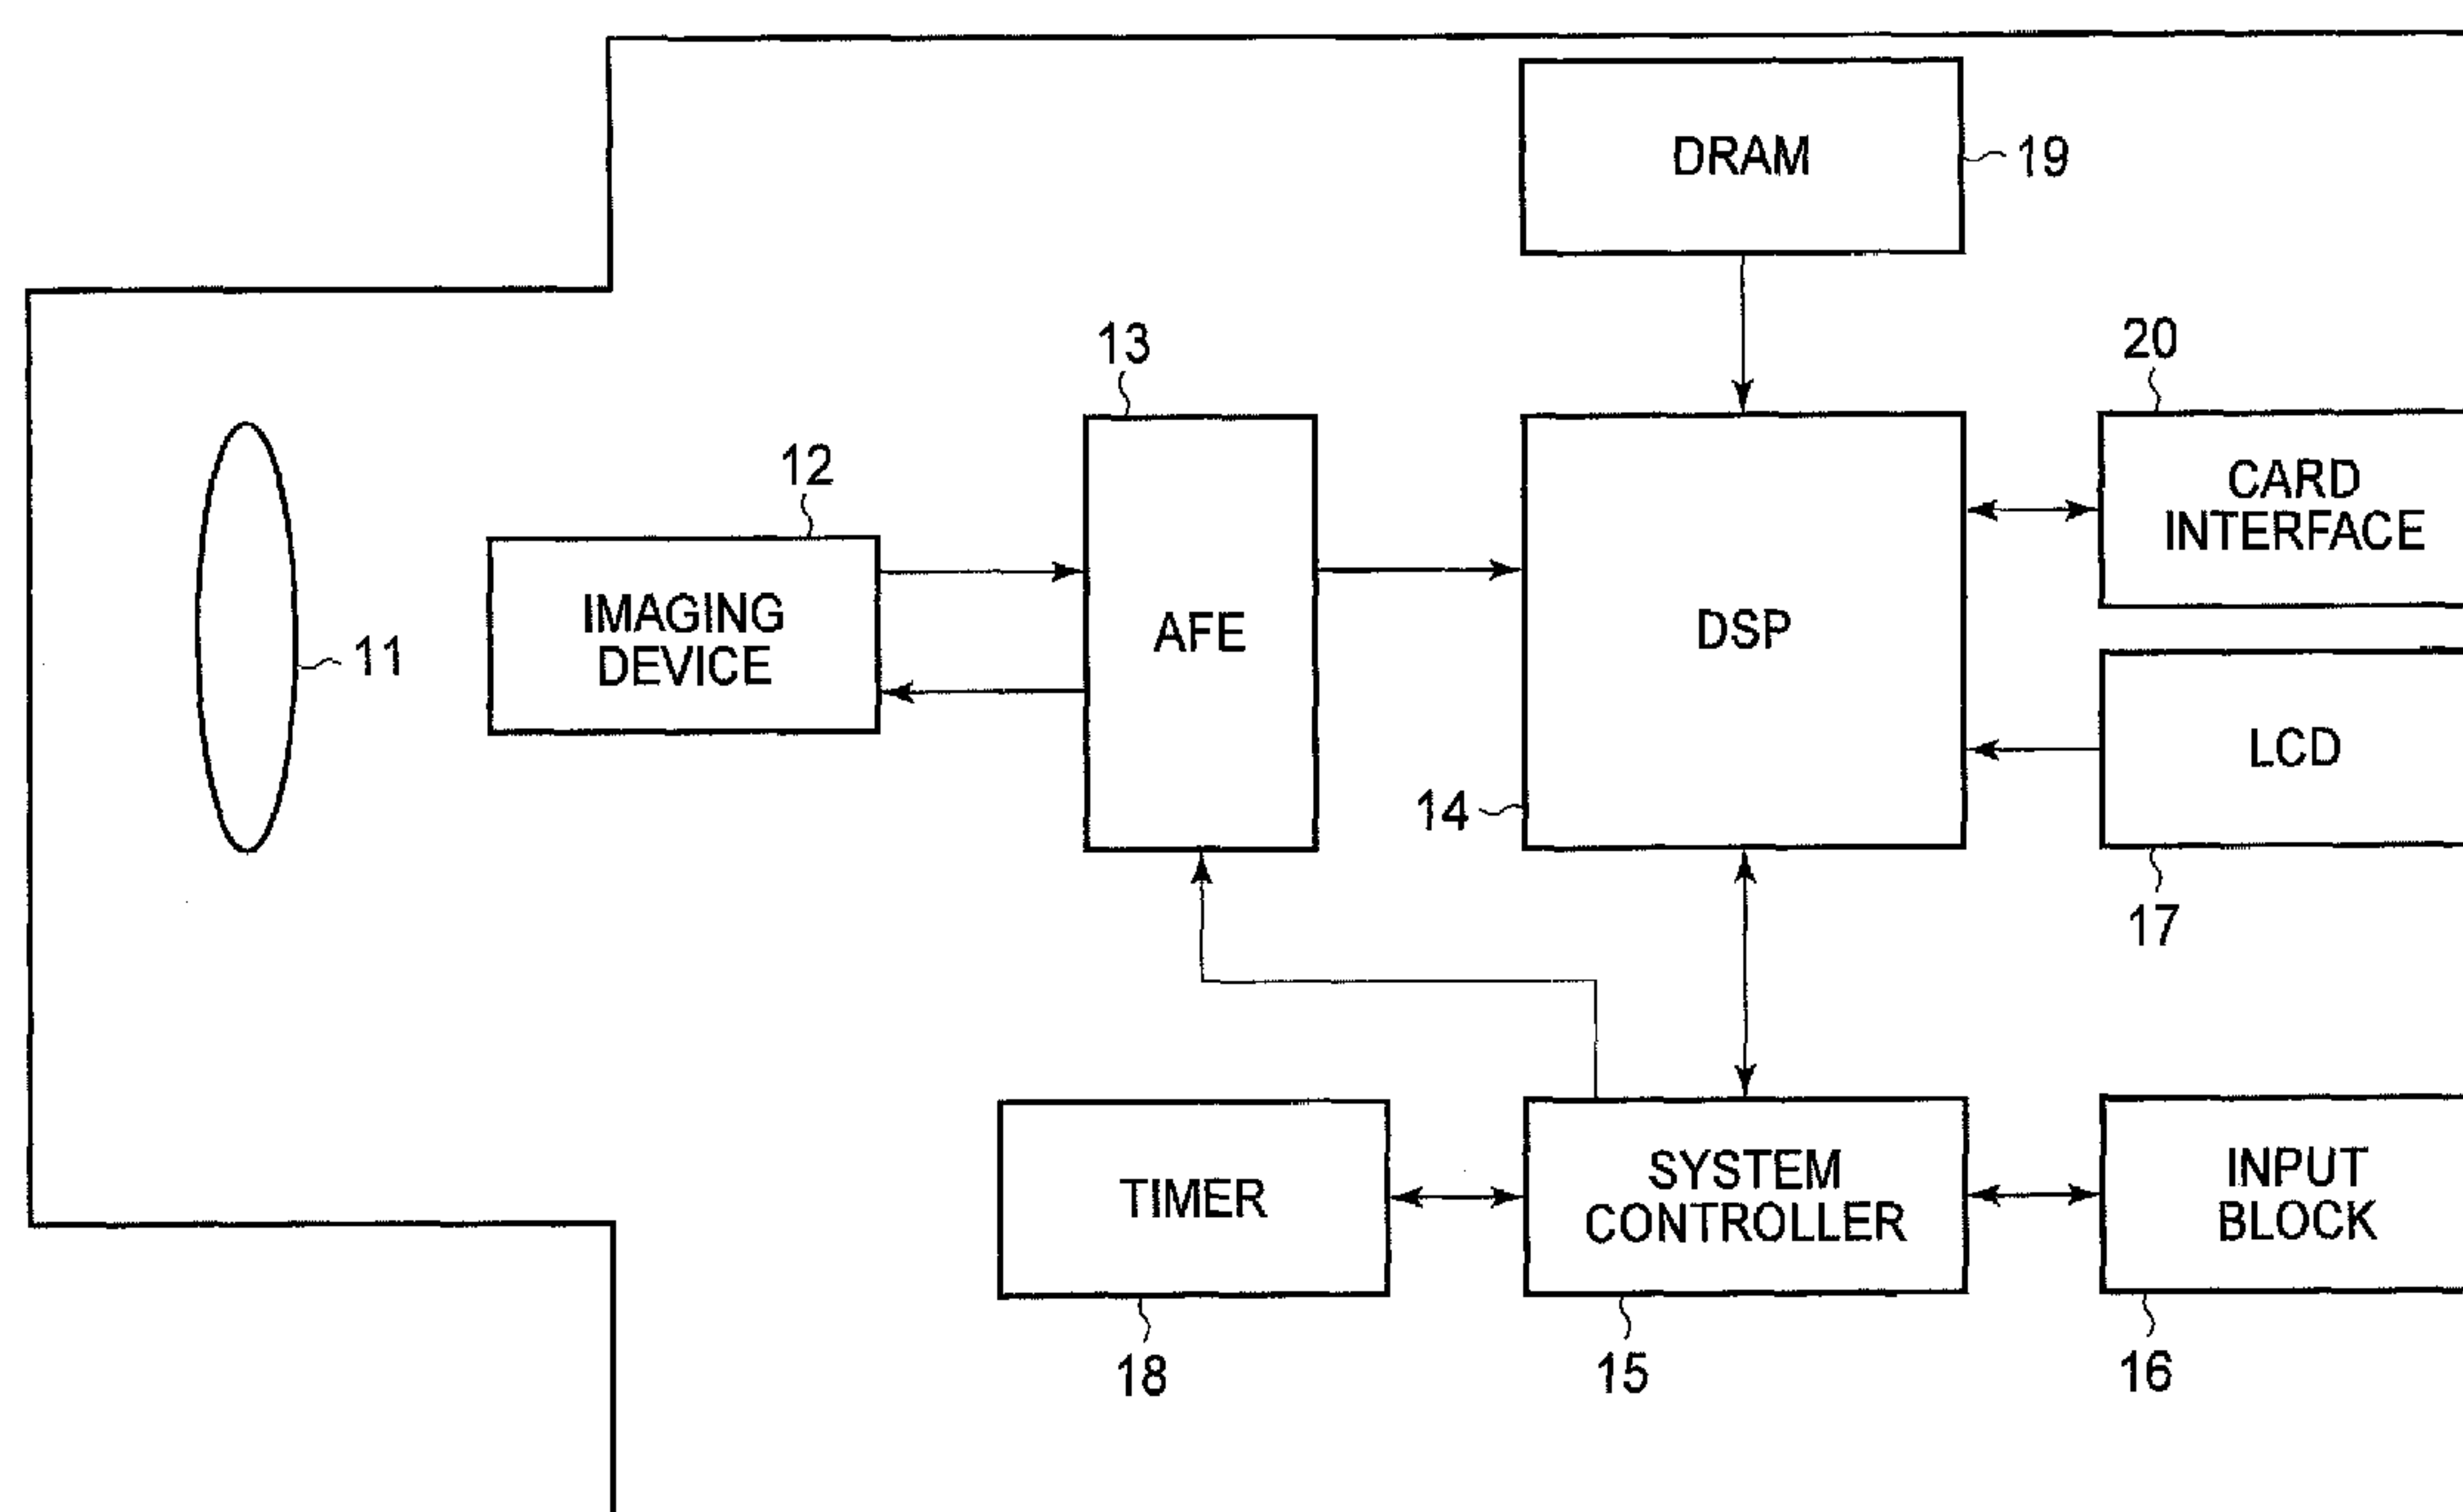 DRAM
19
13
20
12
CARD
INTERFACE
IMAGING
DEVICE
AFE
DSP
11
LCD
14
17
TIMER
SYSTEM
CONTROLLER
INPUT
BLOCK
18
15
16